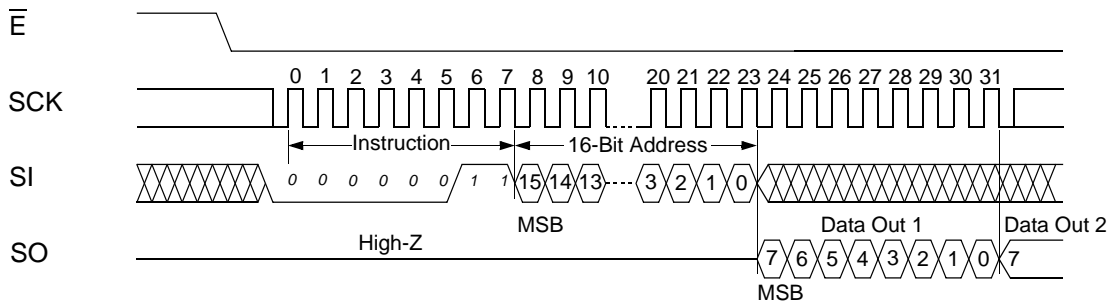 E
SCK
0 1 2 3 4 5 6 7 8 9 10 20 21 22 23 24 25 26 27 28 29 30 31
Instruction 16-Bit Address
SI
0 0 0 0 0 0 1 1 15 14 13 3 2 1 0
MSB Data Out 1 Data Out 2
High-Z
SO
7 6 5 4 3 2 1 0 7
MSB